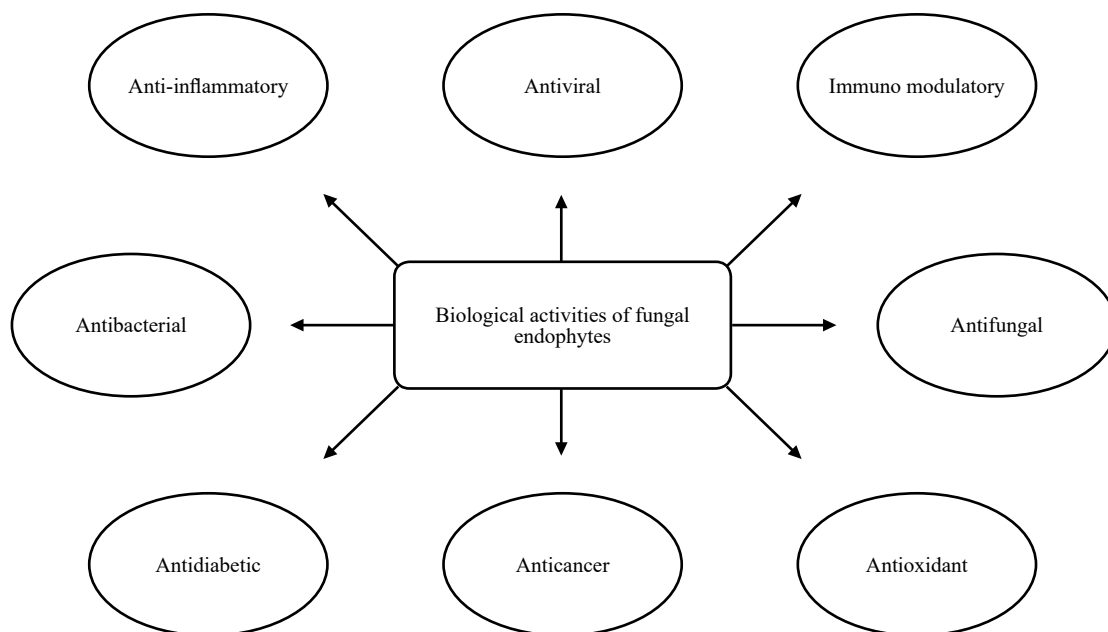 Anti-inflammatory
Antiviral
Immuno modulatory
Antibacterial
Biological activities of fungal
endophytes
Antifungal
Antidiabetic
Anticancer
Antioxidant